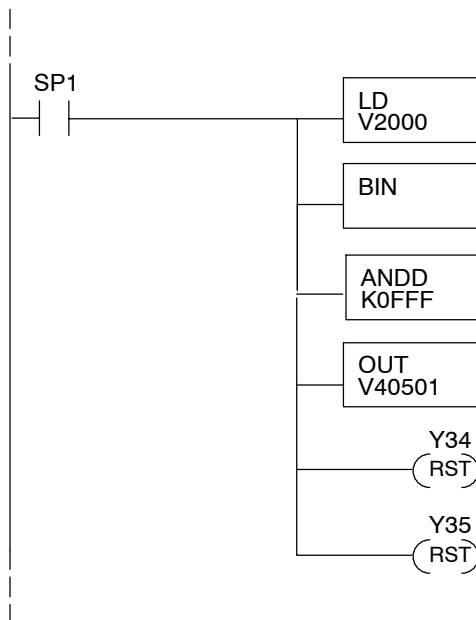 SP1
LD
V2000
BIN
ANDD
K0FFF
OUT
V40501
Y34
RST
Y35
RST